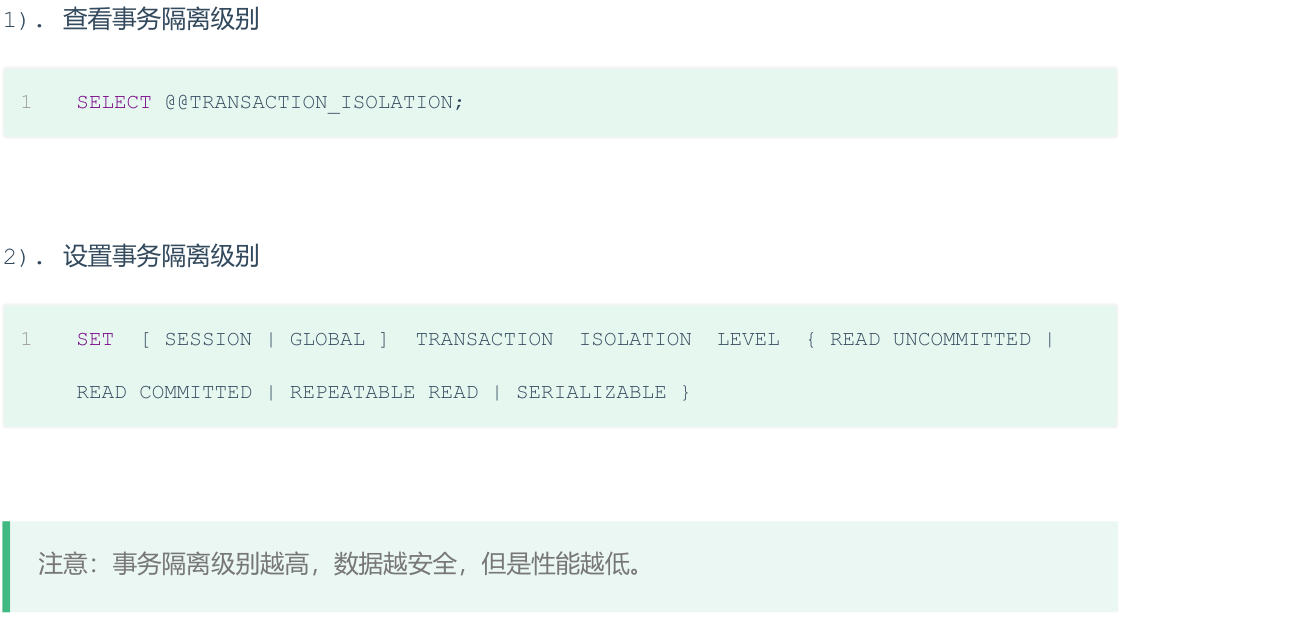 1). 查看事务隔离级别
1 SELECT @@TRANSACTION_ISOLATION;
2). 设置事务隔离级别
1 SET [ SESSION | GLOBAL ] TRANSACTION ISOLATION LEVEL { READ UNCOMMITTED |
READ COMMITTED | REPEATABLE READ | SERIALIZABLE }
注意：事务隔离级别越高，数据越安全，但是性能越低。